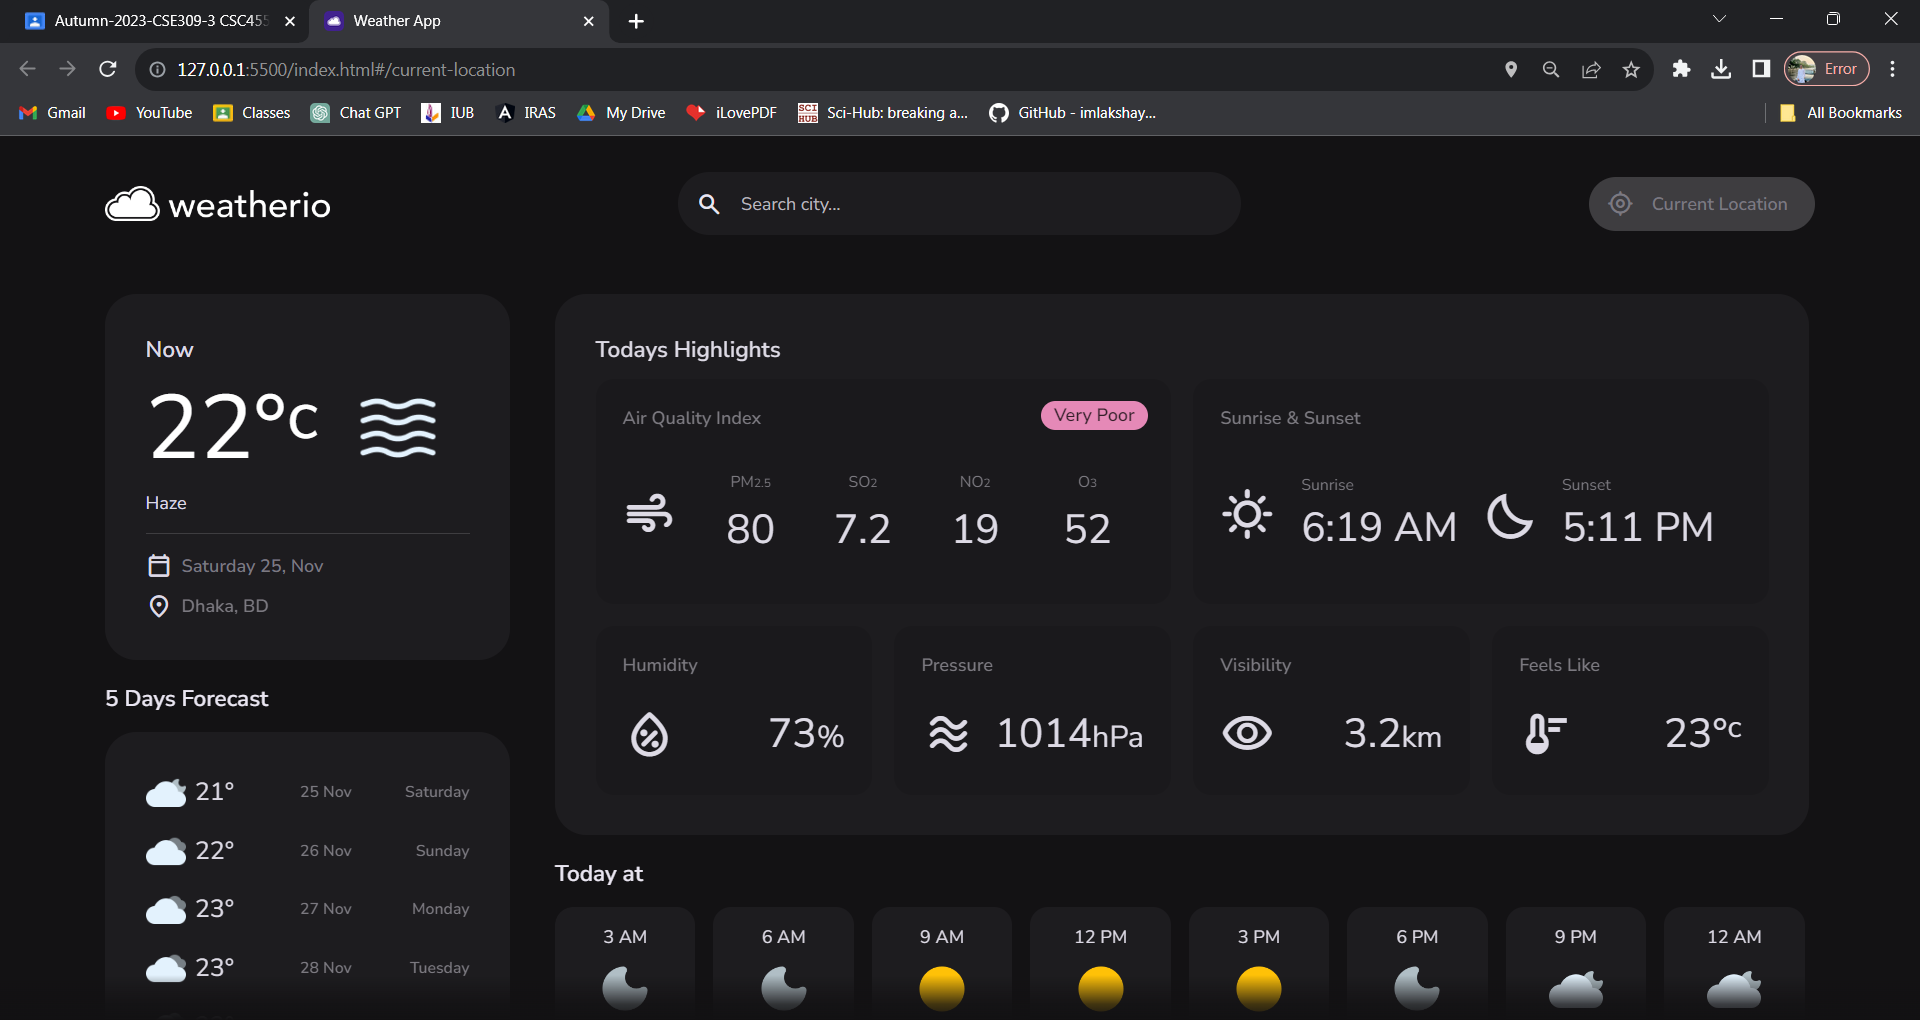 Autumn-2023-CSE309-3 CSC455
Weather App
127.0.0.1:5500/index.html#/current-location
Error
Gmail
YouTube
Classes
Chat GPT
IUB
IRAS
My Drive
iLovePDF
SCI HUB
Sci-Hub: breaking a...
GitHub - imlakshay...
All Bookmarks
weatherio
Search city...
Current Location
Now
22°c
Haze
Saturday 25, Nov
Dhaka, BD
5 Days Forecast
21° 25 Nov Saturday
22° 26 Nov Sunday
23° 27 Nov Monday
23° 28 Nov Tuesday
Todays Highlights
Air Quality Index
Very Poor
PM2.5 SO2 NO2 O3
80 7.2 19 52
Sunrise & Sunset
Sunrise
6:19 AM
Sunset
5:11 PM
Humidity
73%
Pressure
1014hPa
Visibility
3.2km
Feels Like
23°c
Today at
3 AM 6 AM 9 AM 12 PM 3 PM 6 PM 9 PM 12 AM